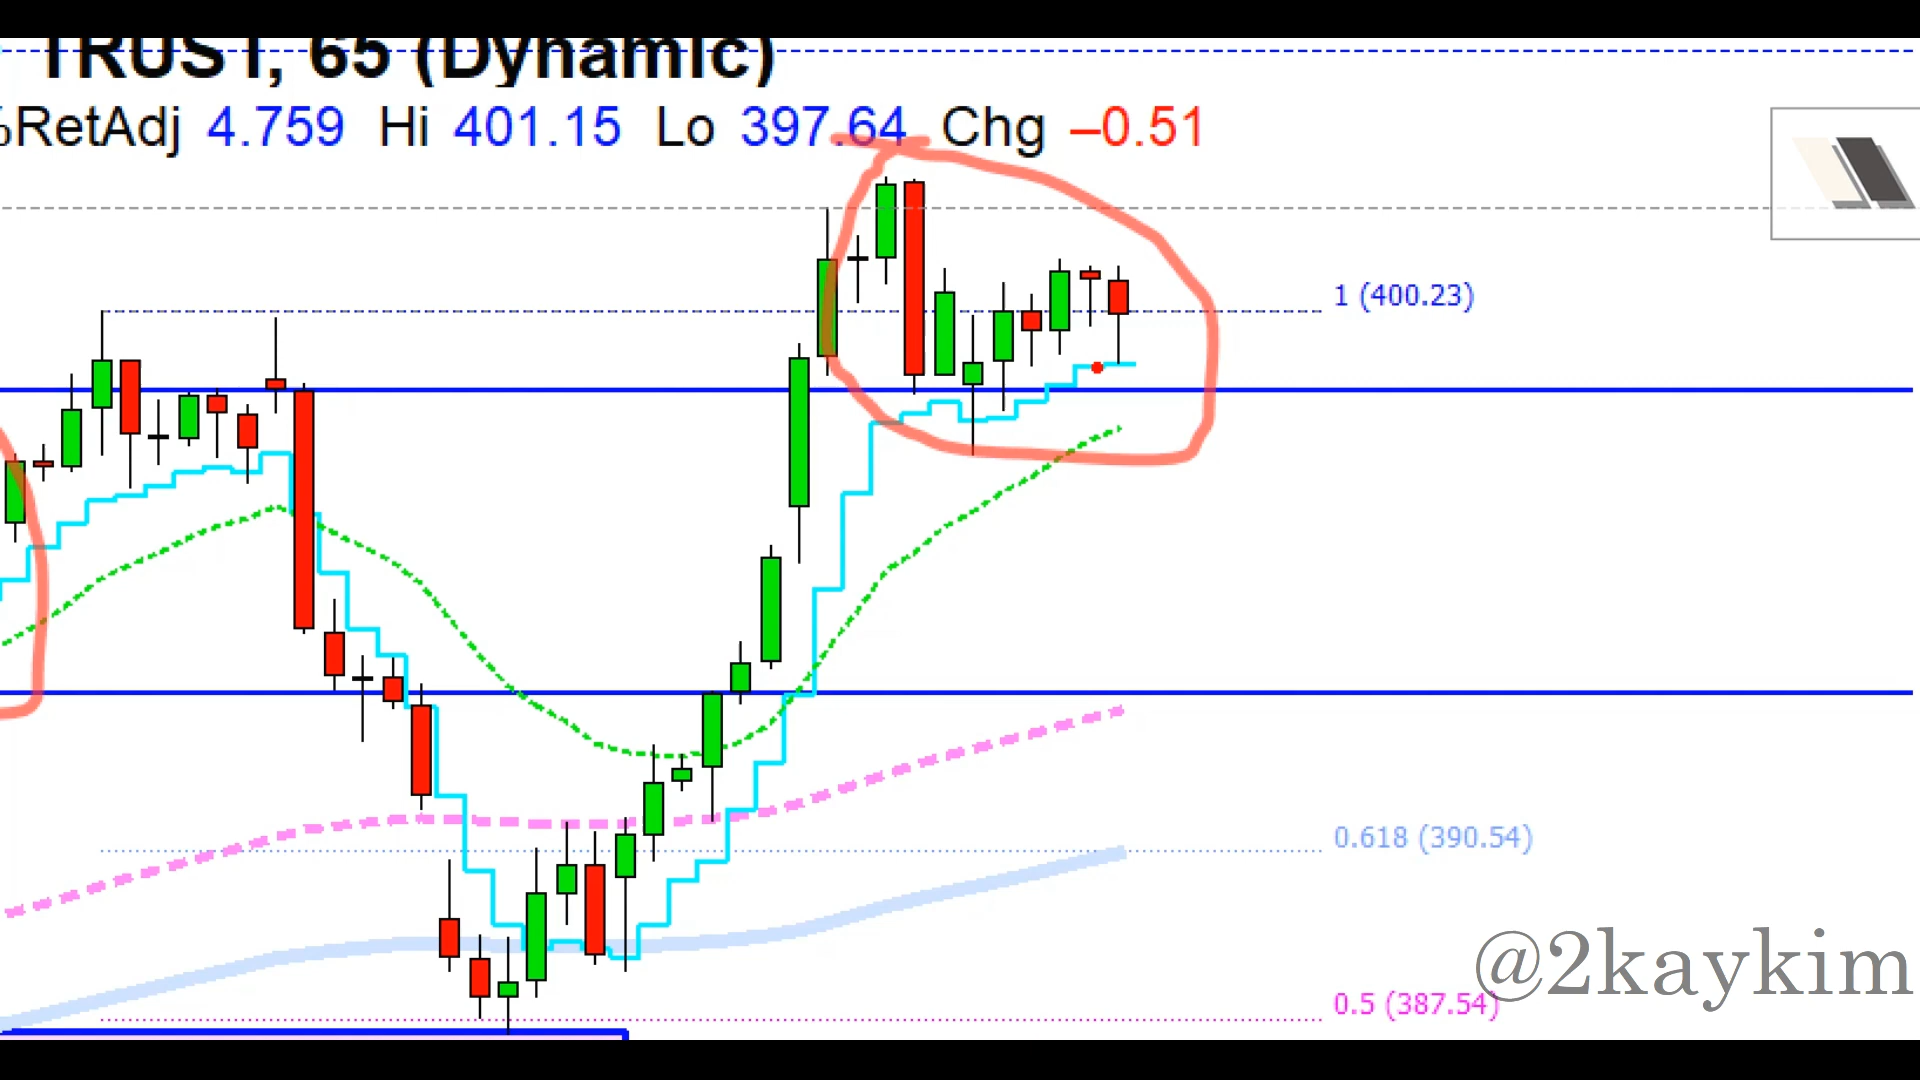 TRUST, 65 (Dynamic)
%RetAdj 4.759 Hi 401.15 Lo 397.64 Chg –0.51
1 (400.23)
0.618 (390.54)
@2kaykim
0.5 (387.54)